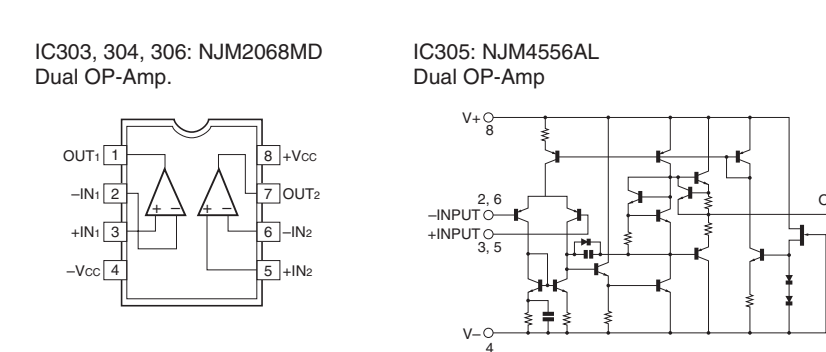 IC303, 304, 306: NJM2068MD
Dual OP-Amp.
OUT1 1
–IN1 2
+IN1 3
–Vcc 4
8 +Vcc
7 OUT2
6 –IN2
5 +IN2
+ –
+ –
IC305: NJM4556AL
Dual OP-Amp
V+
8
2, 6
–INPUT
+INPUT
3, 5
V–
4